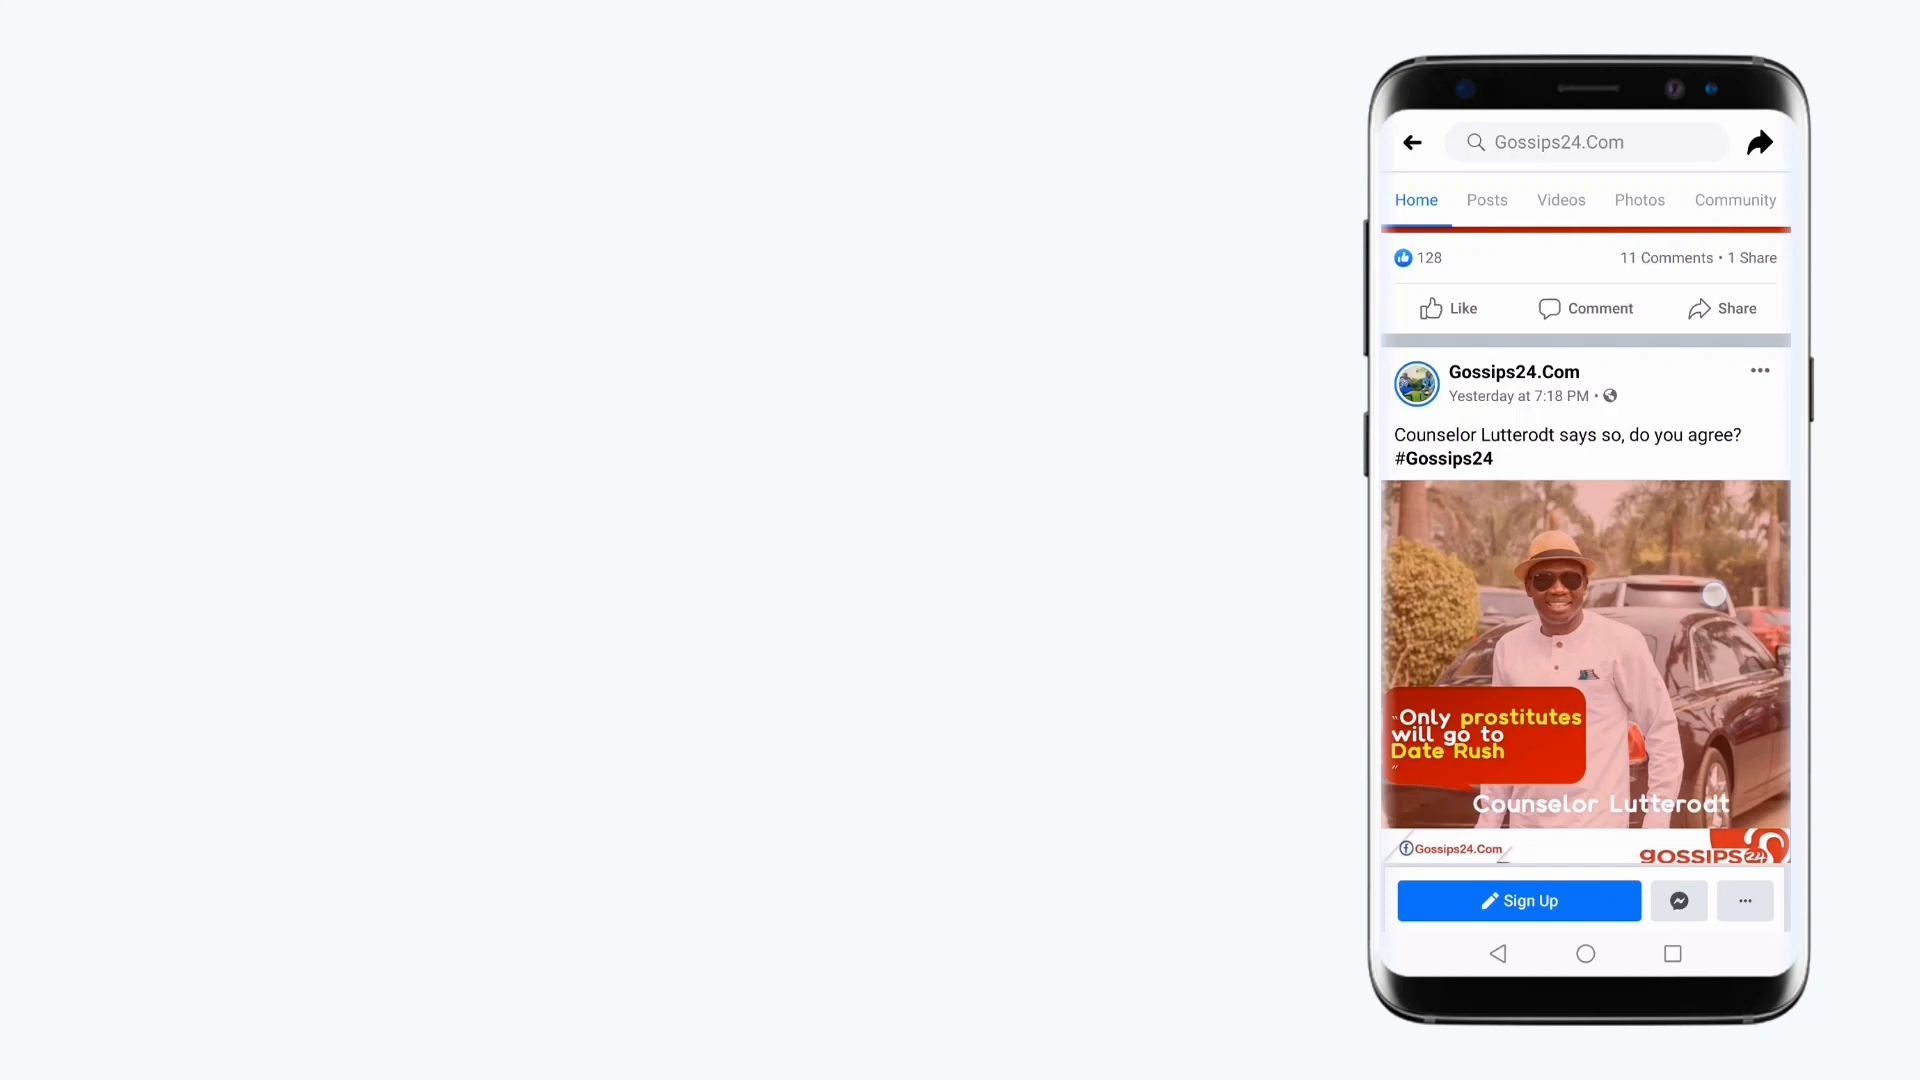 Gossips24.Com
Home Posts Videos Photos Community
128 11 Comments • 1 Share
Like Comment Share
Gossips24.Com
Yesterday at 7:18 PM •
Counselor Lutterodt says so, do you agree?
#Gossips24
"Only prostitutes
will go to
Date Rush
"
Counselor Lutterodt
Gossips24.Com
gossips24
Sign Up